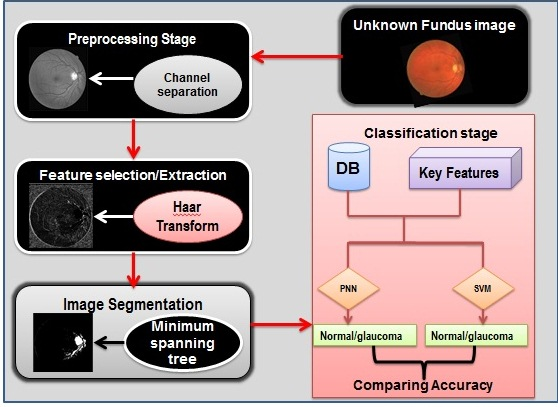 Preprocessing Stage
Channel
separation
Unknown Fundus image
Feature selection/Extraction
Haar
Transform
Image Segmentation
Minimum
spanning
tree
Classification stage
DB
Key Features
PNN
SVM
Normal/glaucoma
Normal/glaucoma
Comparing Accuracy